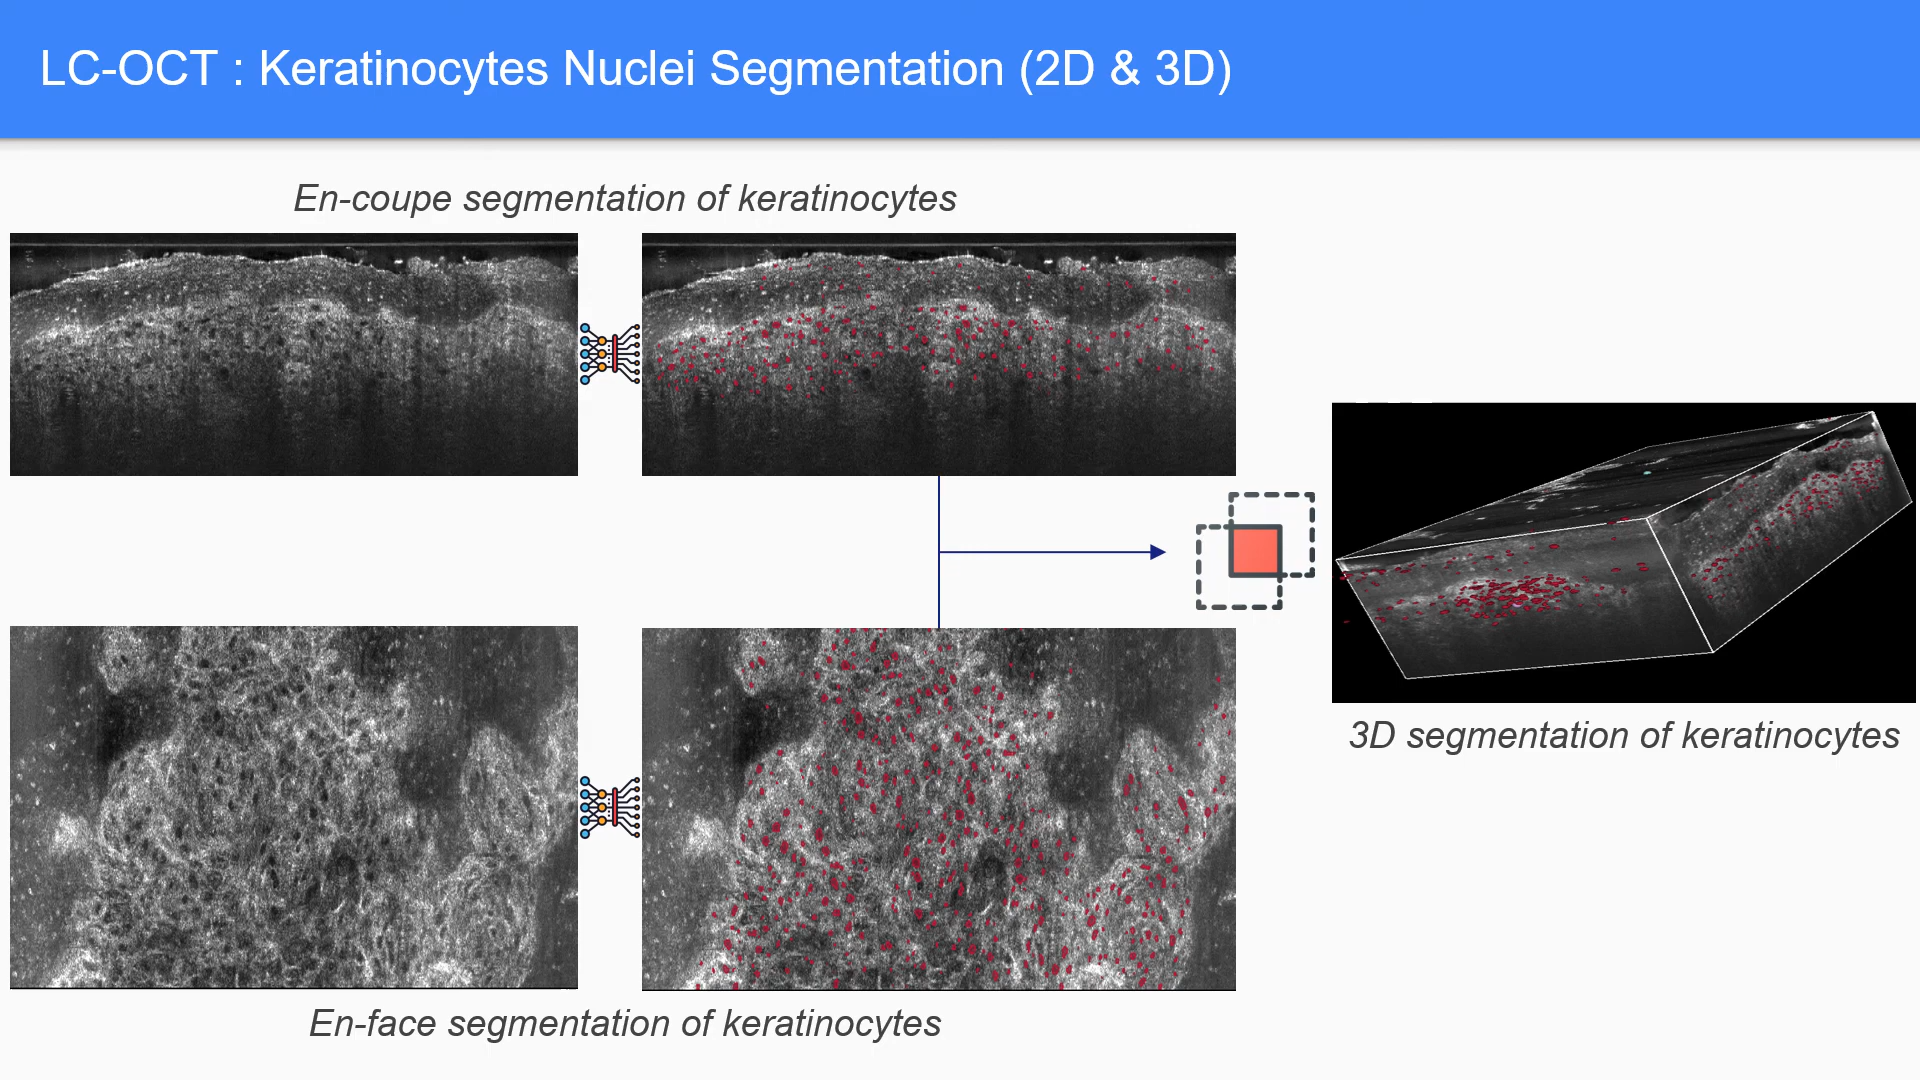 LC-OCT : Keratinocytes Nuclei Segmentation (2D & 3D)
En-coupe segmentation of keratinocytes
3D segmentation of keratinocytes
En-face segmentation of keratinocytes